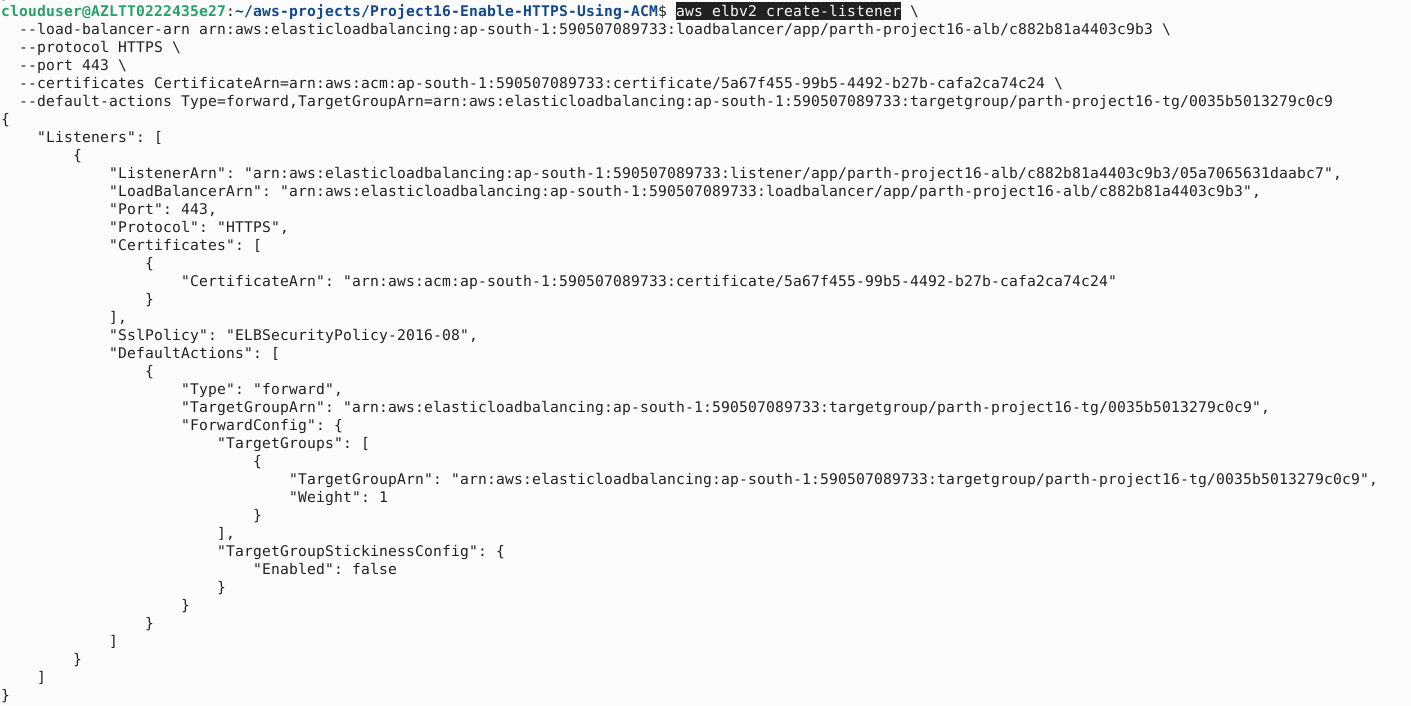 clouduser@AZLTT0222435e27:~/aws-projects/Project16-Enable-HTTPS-Using-ACM$ aws elbv2 create-listener \
  --load-balancer-arn arn:aws:elasticloadbalancing:ap-south-1:590507089733:loadbalancer/app/parth-project16-alb/c882b81a4403c9b3 \
  --protocol HTTPS \
  --port 443 \
  --certificates CertificateArn=arn:aws:acm:ap-south-1:590507089733:certificate/5a67f455-99b5-4492-b27b-cafa2ca74c24 \
  --default-actions Type=forward,TargetGroupArn=arn:aws:elasticloadbalancing:ap-south-1:590507089733:targetgroup/parth-project16-tg/0035b5013279c0c9
{
    "Listeners": [
        {
            "ListenerArn": "arn:aws:elasticloadbalancing:ap-south-1:590507089733:listener/app/parth-project16-alb/c882b81a4403c9b3/05a7065631daabc7",
            "LoadBalancerArn": "arn:aws:elasticloadbalancing:ap-south-1:590507089733:loadbalancer/app/parth-project16-alb/c882b81a4403c9b3",
            "Port": 443,
            "Protocol": "HTTPS",
            "Certificates": [
                {
                    "CertificateArn": "arn:aws:acm:ap-south-1:590507089733:certificate/5a67f455-99b5-4492-b27b-cafa2ca74c24"
                }
            ],
            "SslPolicy": "ELBSecurityPolicy-2016-08",
            "DefaultActions": [
                {
                    "Type": "forward",
                    "TargetGroupArn": "arn:aws:elasticloadbalancing:ap-south-1:590507089733:targetgroup/parth-project16-tg/0035b5013279c0c9",
                    "ForwardConfig": {
                        "TargetGroups": [
                            {
                                "TargetGroupArn": "arn:aws:elasticloadbalancing:ap-south-1:590507089733:targetgroup/parth-project16-tg/0035b5013279c0c9",
                                "Weight": 1
                            }
                        ],
                        "TargetGroupStickinessConfig": {
                            "Enabled": false
                        }
                    }
                }
            ]
        }
    ]
}